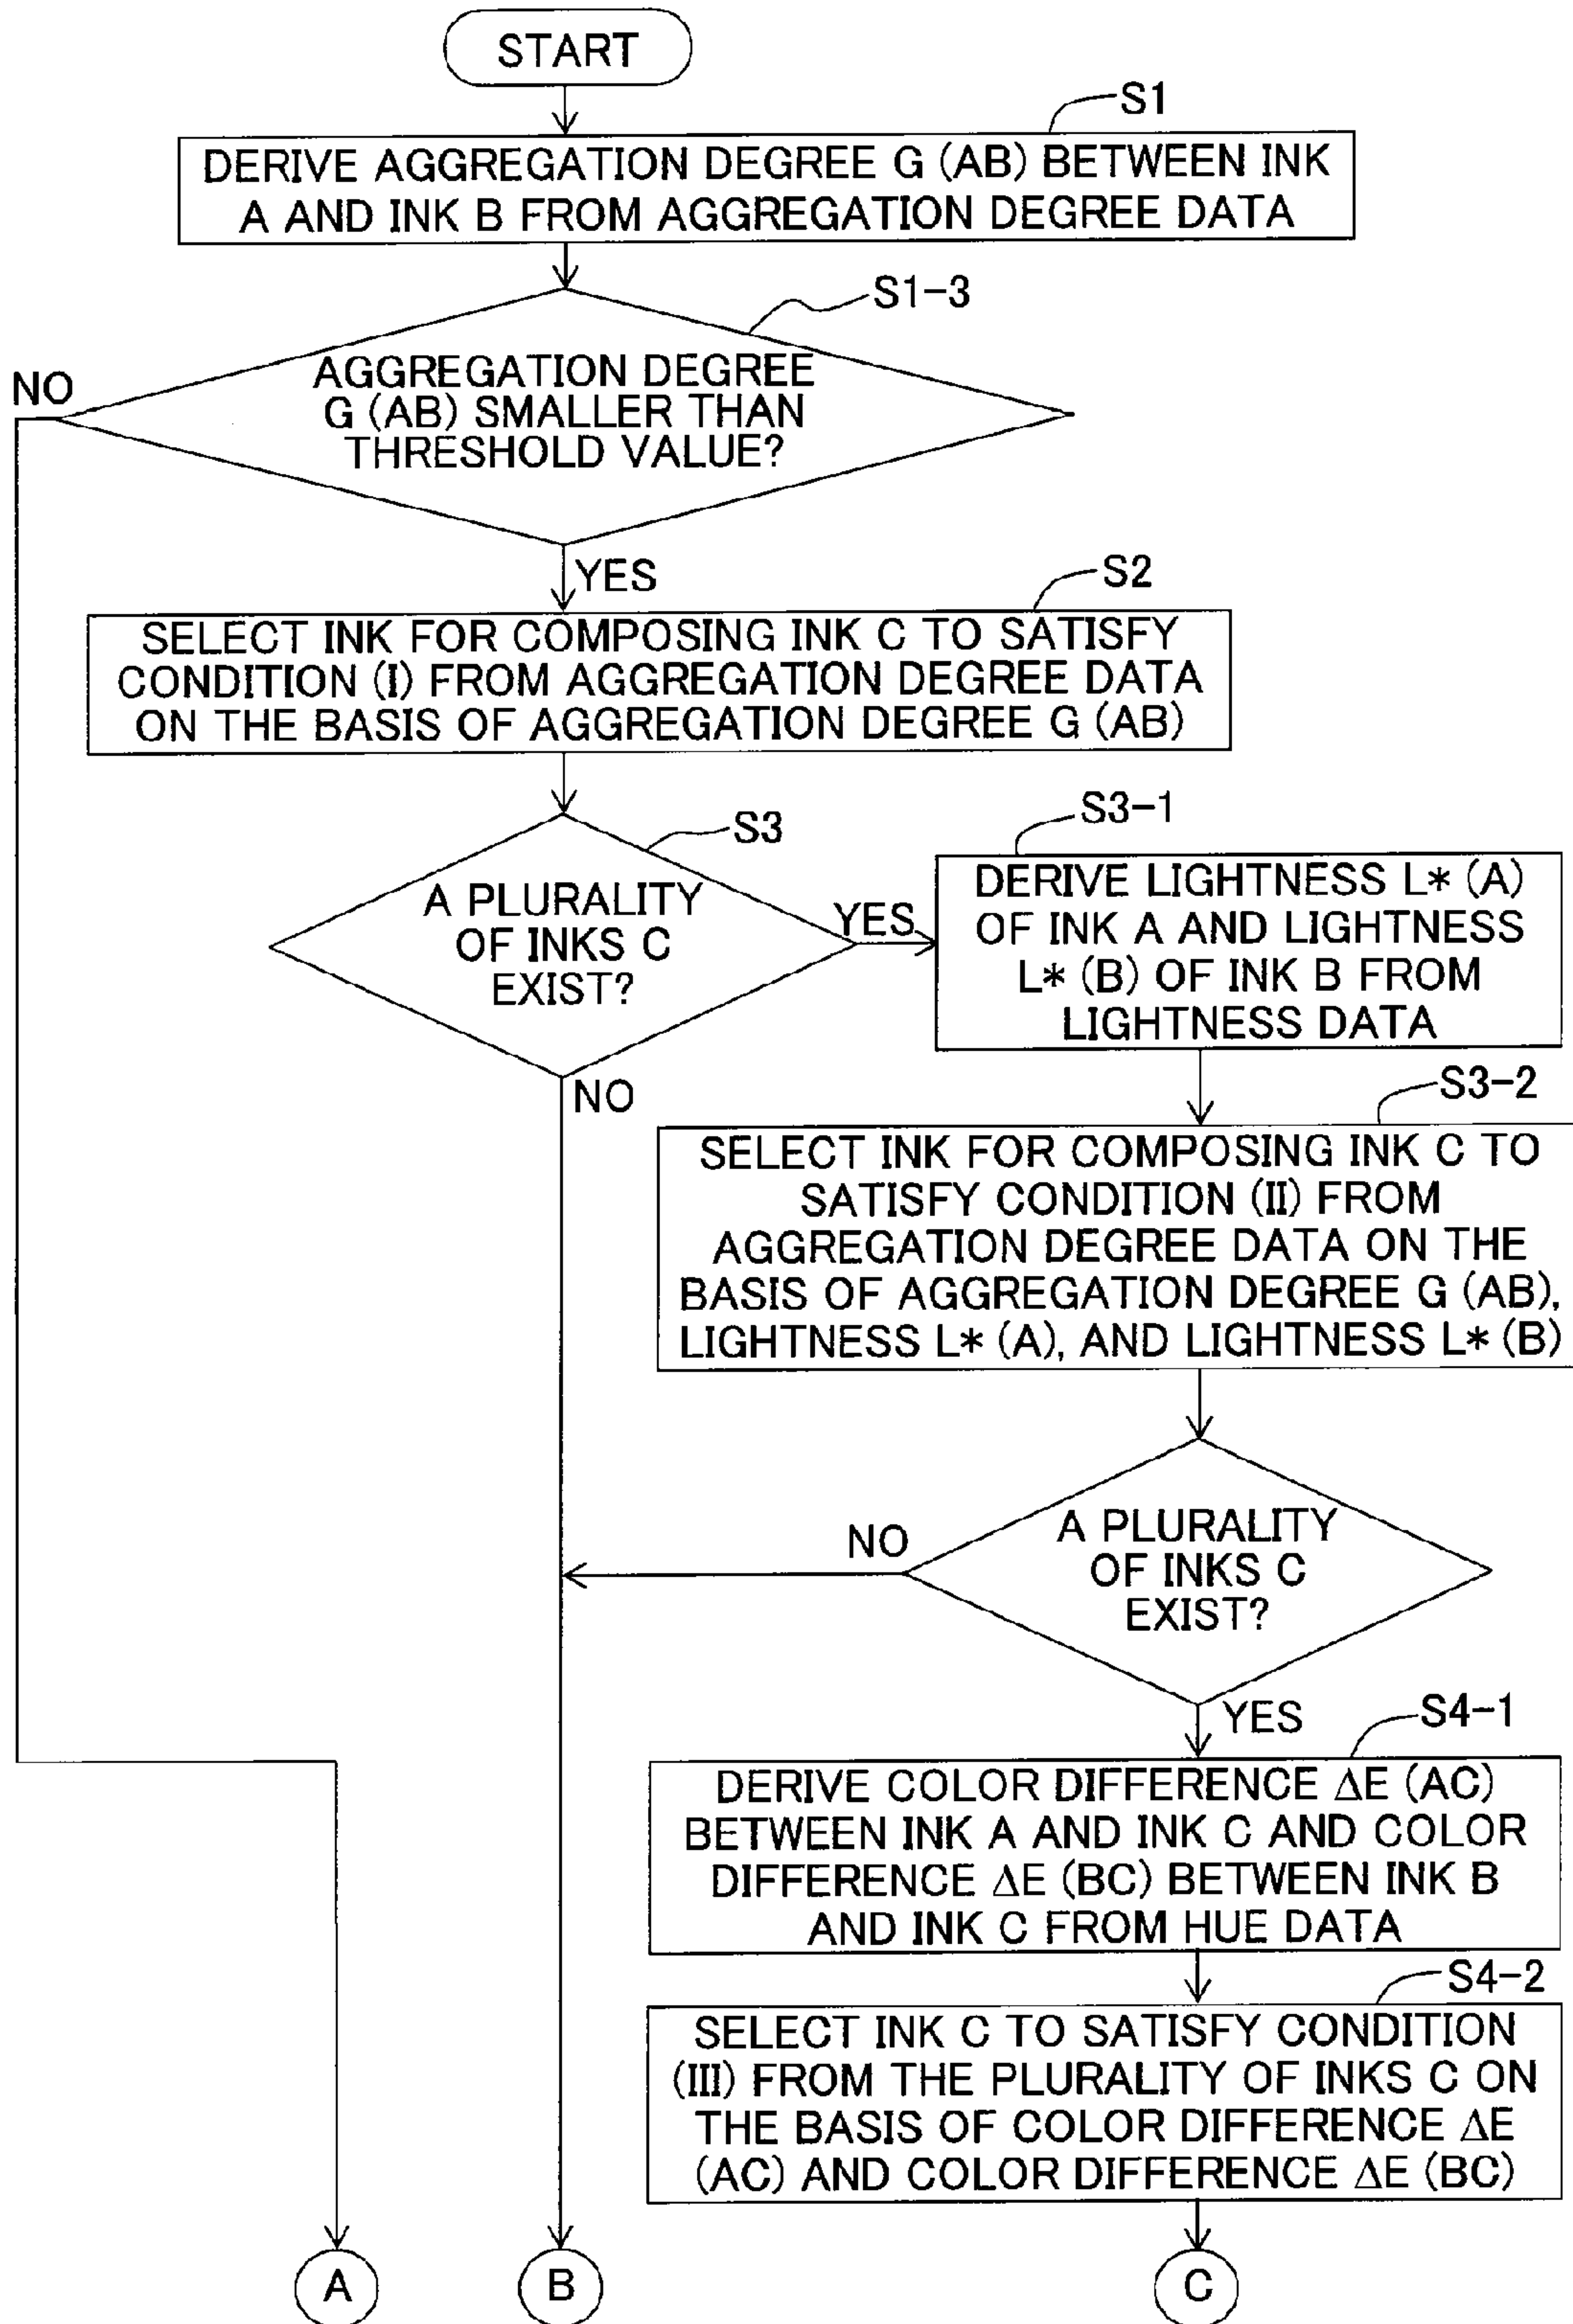 START
S1
DERIVE AGGREGATION DEGREE G (AB) BETWEEN INK
A AND INK B FROM AGGREGATION DEGREE DATA
S1-3
NO
AGGREGATION DEGREE
G (AB) SMALLER THAN
THRESHOLD VALUE?
YES
S2
SELECT INK FOR COMPOSING INK C TO SATISFY
CONDITION (I) FROM AGGREGATION DEGREE DATA
ON THE BASIS OF AGGREGATION DEGREE G (AB)
S3
A PLURALITY
OF INKS C
EXIST?
YES
NO
S3-1
DERIVE LIGHTNESS L* (A)
OF INK A AND LIGHTNESS
L* (B) OF INK B FROM
LIGHTNESS DATA
S3-2
SELECT INK FOR COMPOSING INK C TO
SATISFY CONDITION (II) FROM
AGGREGATION DEGREE DATA ON THE
BASIS OF AGGREGATION DEGREE G (AB),
LIGHTNESS L* (A), AND LIGHTNESS L* (B)
NO
A PLURALITY
OF INKS C
EXIST?
YES
S4-1
DERIVE COLOR DIFFERENCE ΔE (AC)
BETWEEN INK A AND INK C AND COLOR
DIFFERENCE ΔE (BC) BETWEEN INK B
AND INK C FROM HUE DATA
S4-2
SELECT INK C TO SATISFY CONDITION
(III) FROM THE PLURALITY OF INKS C ON
THE BASIS OF COLOR DIFFERENCE ΔE
(AC) AND COLOR DIFFERENCE ΔE (BC)
A
B
C